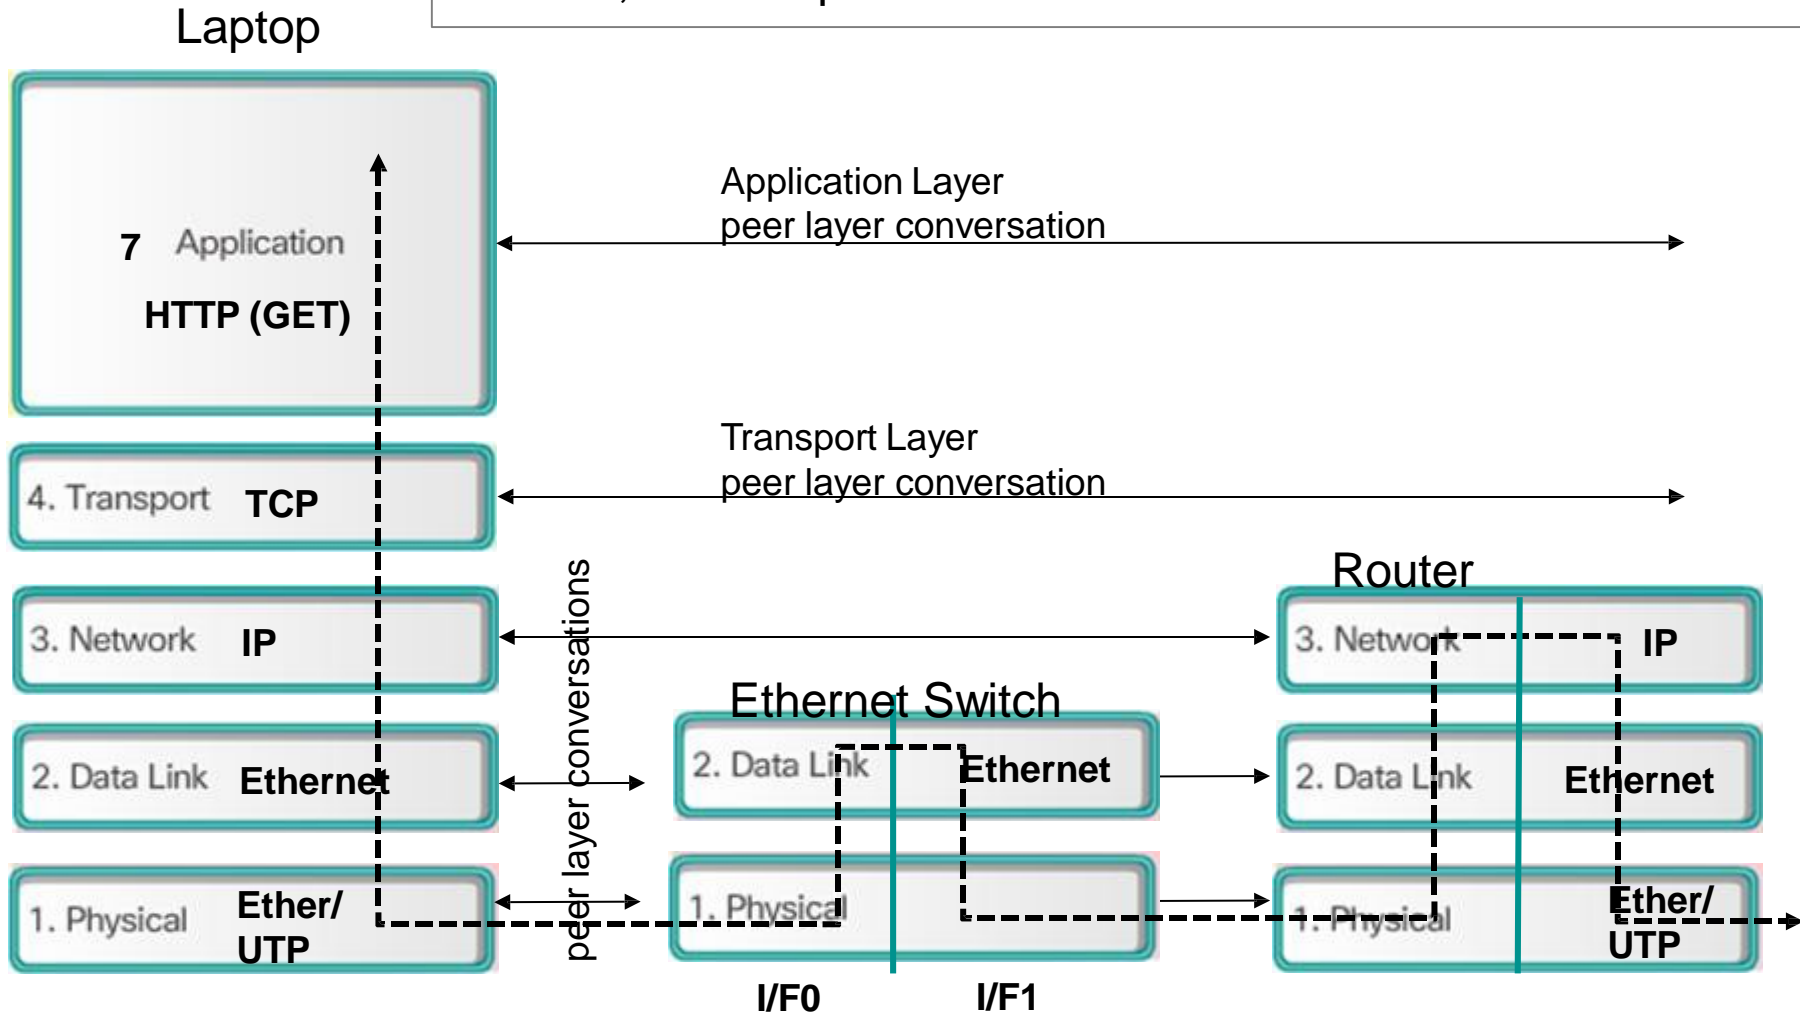 Laptop
7 Application
HTTP (GET)
Application Layer
peer layer conversation
4. Transport TCP
Transport Layer
peer layer conversation
peer layer conversations
3. Network IP
Router
3. Network IP
Ethernet Switch
2. Data Link Ethernet
2. Data Link Ethernet
2. Data Link Ethernet
1. Physical Ether/
UTP
1. Physical
1. Physical Ether/
UTP
I/F0 I/F1